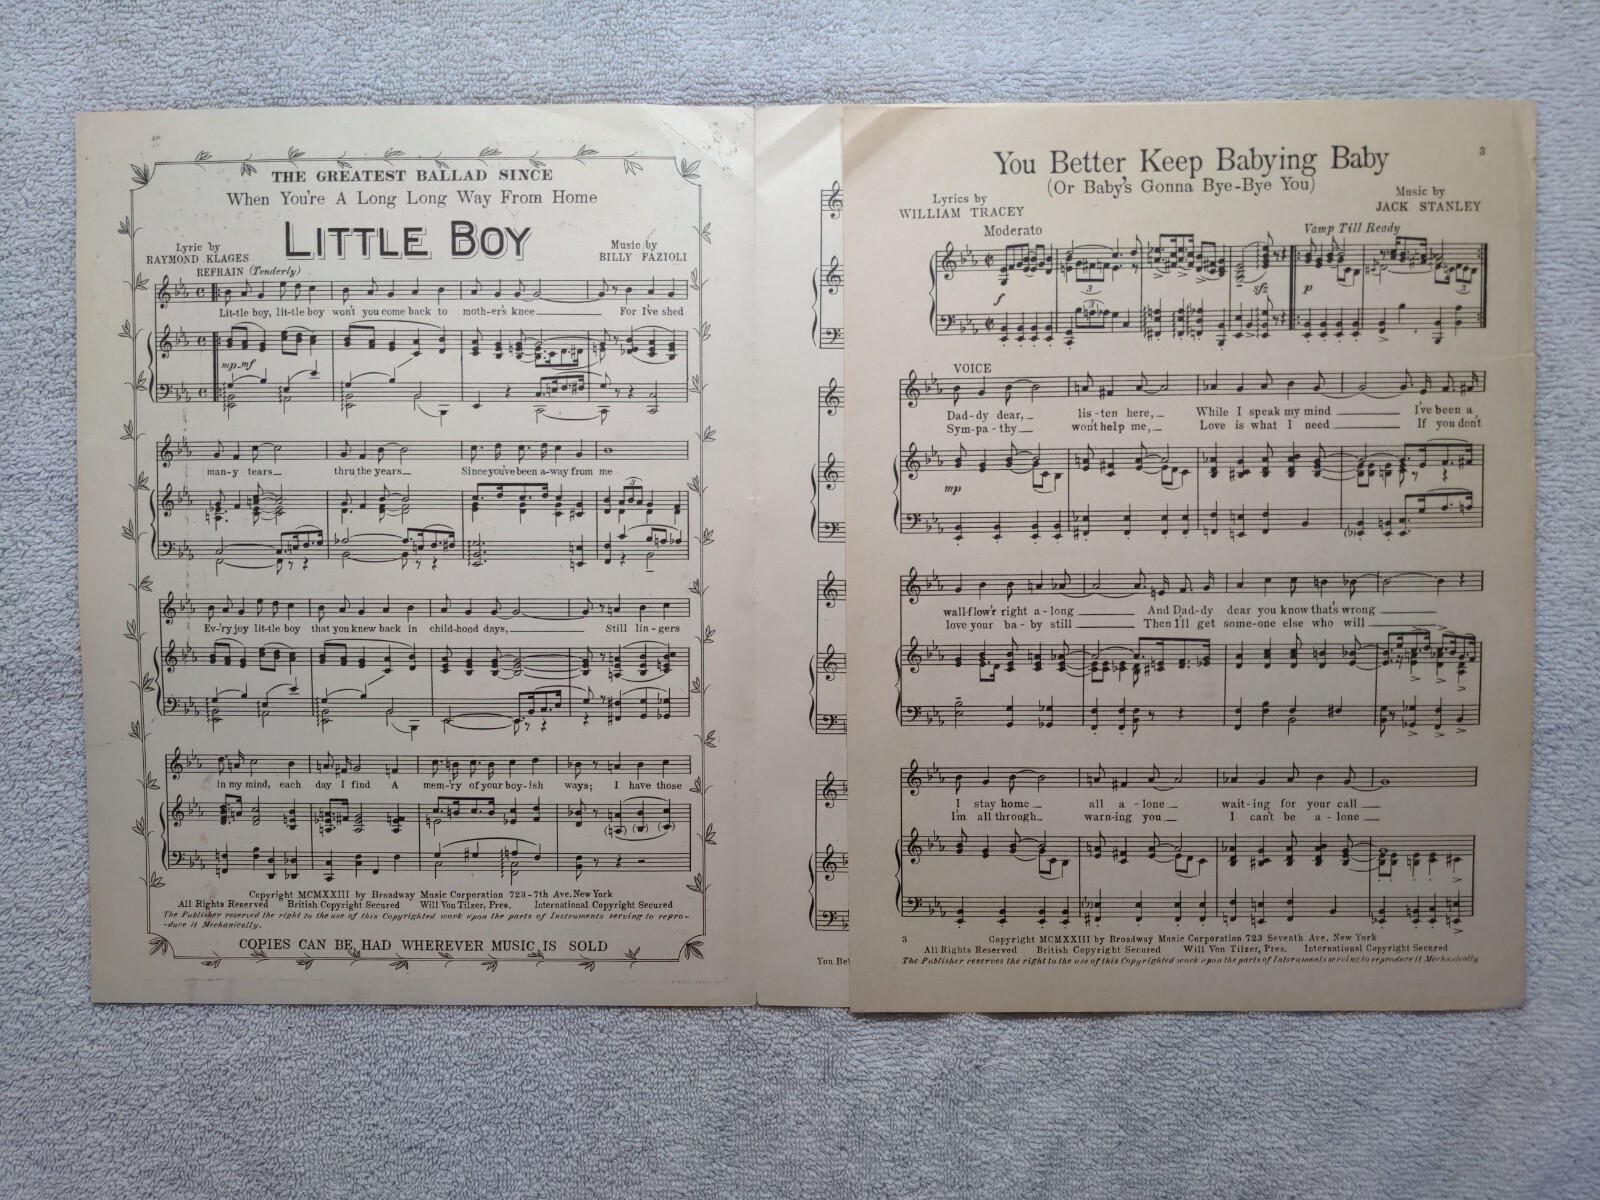 THE GREATEST BALLAD SINCE
When You're A Long Long Way From Home
LITTLE BOY
Lyric by
RAYMOND KLAGES
Music by
BILLY FAZIOLI
REFRAIN (Tenderly)
Lit-tle boy, lit-tle boy won't you come back to moth-er's knee For I've shed
mp-mf
man-y tears thru the years Since you've been a-way from me
3
Ev-'ry joy lit-tle boy that you knew back in child-hood days, Still lin-gers
in my mind, each day I find A mem-'ry of your boy-ish ways; I have those
Copyright MCMXXIII by Broadway Music Corporation 723-7th Ave. New York
All Rights Reserved British Copyright Secured Will Von Tilzer, Pres. International Copyright Secured
The Publisher reserved the right to the use of this Copyrighted work upon the parts of Instruments serving to repro-
-duce it Mechanically.
COPIES CAN BE HAD WHEREVER MUSIC IS SOLD
You Bet
3
You Better Keep Babying Baby
(Or Baby's Gonna Bye-Bye You)
Lyrics by
WILLIAM TRACEY
Music by
JACK STANLEY
Moderato
Vamp Till Ready
f
3
3
sfz
p
3
VOICE
Dad-dy dear, lis-ten here, While I speak my mind I've been a
Sym-pa-thy won't help me, Love is what I need If you don't
mp
wall-flow'r right a-long And Dad-dy dear you know that's wrong
love your ba-by still Then I'll get some-one else who will
I stay home all a-lone wait-ing for your call
I'm all through warn-ing you I can't be a-lone
3
Copyright MCMXXIII by Broadway Music Corporation 723 Seventh Ave. New York
All Rights Reserved British Copyright Secured Will Von Tilzer, Pres. International Copyright Secured
The Publisher reserves the right to the use of this Copyrighted work upon the parts of Instruments serving to reproduce it Mechanically